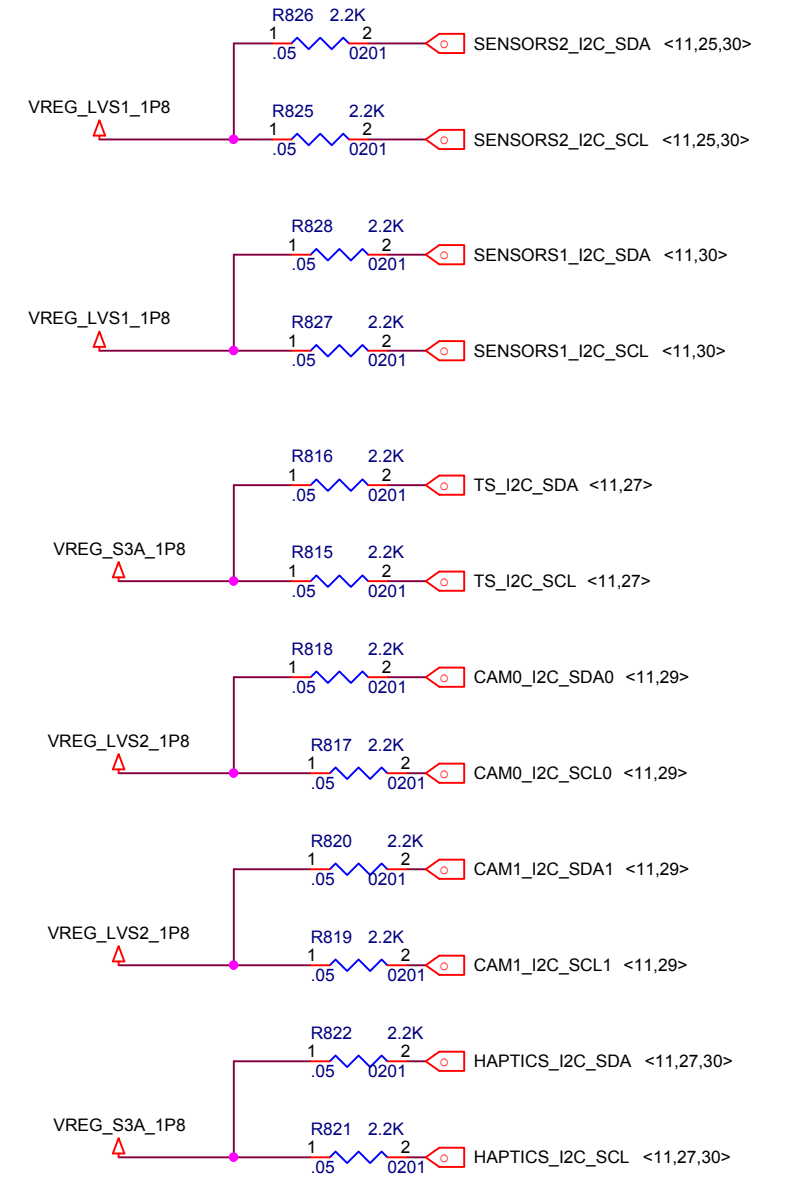 R826 2.2K
1 2
.05 0201
SENSORS2_I2C_SDA <11,25,30>
VREG_LVS1_1P8
R825 2.2K
1 2
.05 0201
SENSORS2_I2C_SCL <11,25,30>
R828 2.2K
1 2
.05 0201
SENSORS1_I2C_SDA <11,30>
VREG_LVS1_1P8
R827 2.2K
1 2
.05 0201
SENSORS1_I2C_SCL <11,30>
R816 2.2K
1 2
.05 0201
TS_I2C_SDA <11,27>
VREG_S3A_1P8
R815 2.2K
1 2
.05 0201
TS_I2C_SCL <11,27>
R818 2.2K
1 2
.05 0201
CAM0_I2C_SDA0 <11,29>
VREG_LVS2_1P8
R817 2.2K
1 2
.05 0201
CAM0_I2C_SCL0 <11,29>
R820 2.2K
1 2
.05 0201
CAM1_I2C_SDA1 <11,29>
VREG_LVS2_1P8
R819 2.2K
1 2
.05 0201
CAM1_I2C_SCL1 <11,29>
R822 2.2K
1 2
.05 0201
HAPTICS_I2C_SDA <11,27,30>
VREG_S3A_1P8
R821 2.2K
1 2
.05 0201
HAPTICS_I2C_SCL <11,27,30>